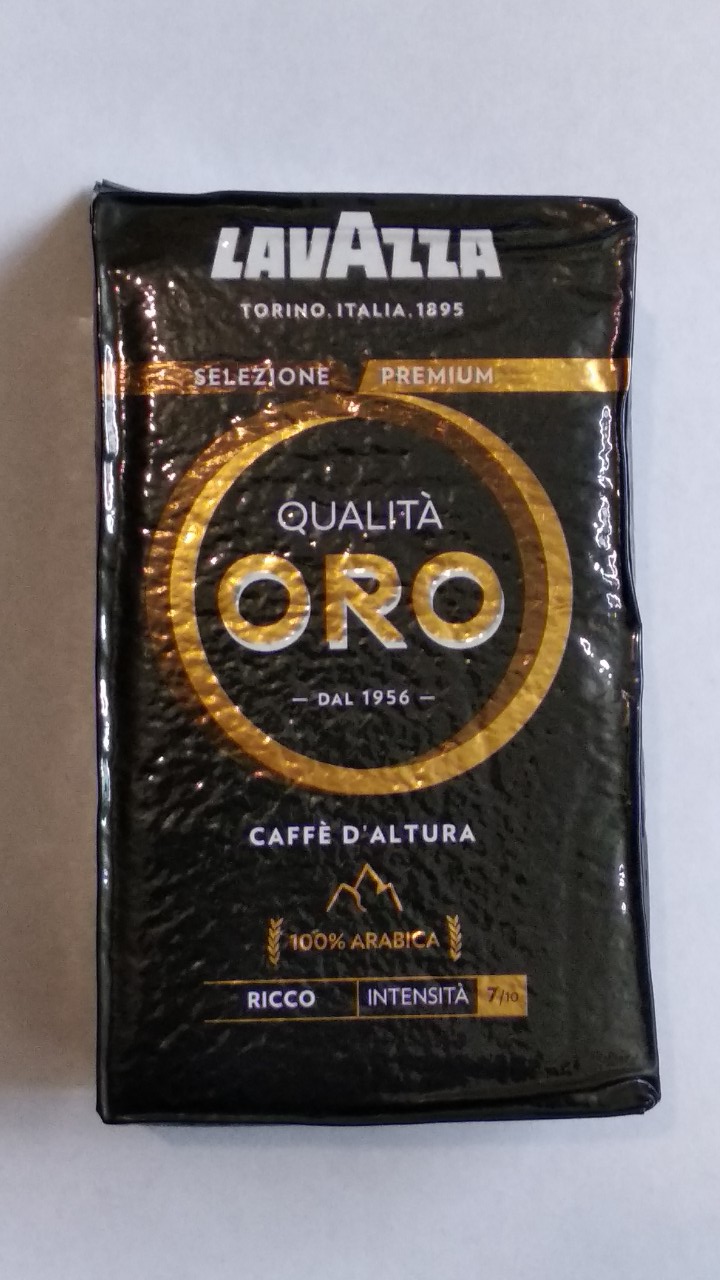 LAVAZZA
TORINO, ITALIA, 1895
SELEZIONE PREMIUM
QUALITÀ
ORO
— DAL 1956 —
CAFFÈ D'ALTURA
100% ARABICA
RICCO INTENSITÀ 7/10